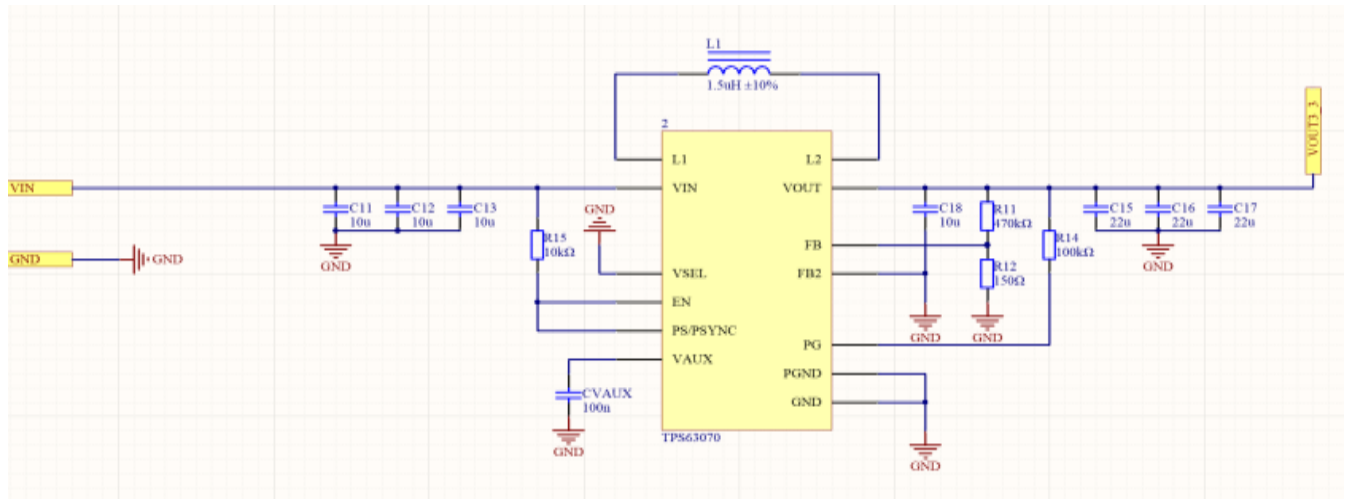 L1
1.5uH ±10%
VOUT3_3
2
L1
L2
VIN
VIN
VOUT
C11
10u
C12
10u
C13
10u
GND
R15
10kΩ
C18
10u
R11
470kΩ
R14
100kΩ
C15
22u
C16
22u
C17
22u
GND
GND
GND
FB
GND
VSEL
FB2
R12
150Ω
EN
GND
GND
PS/PSYNC
PG
VAUX
PGND
CVAUX
100n
GND
GND
TPS63070
GND